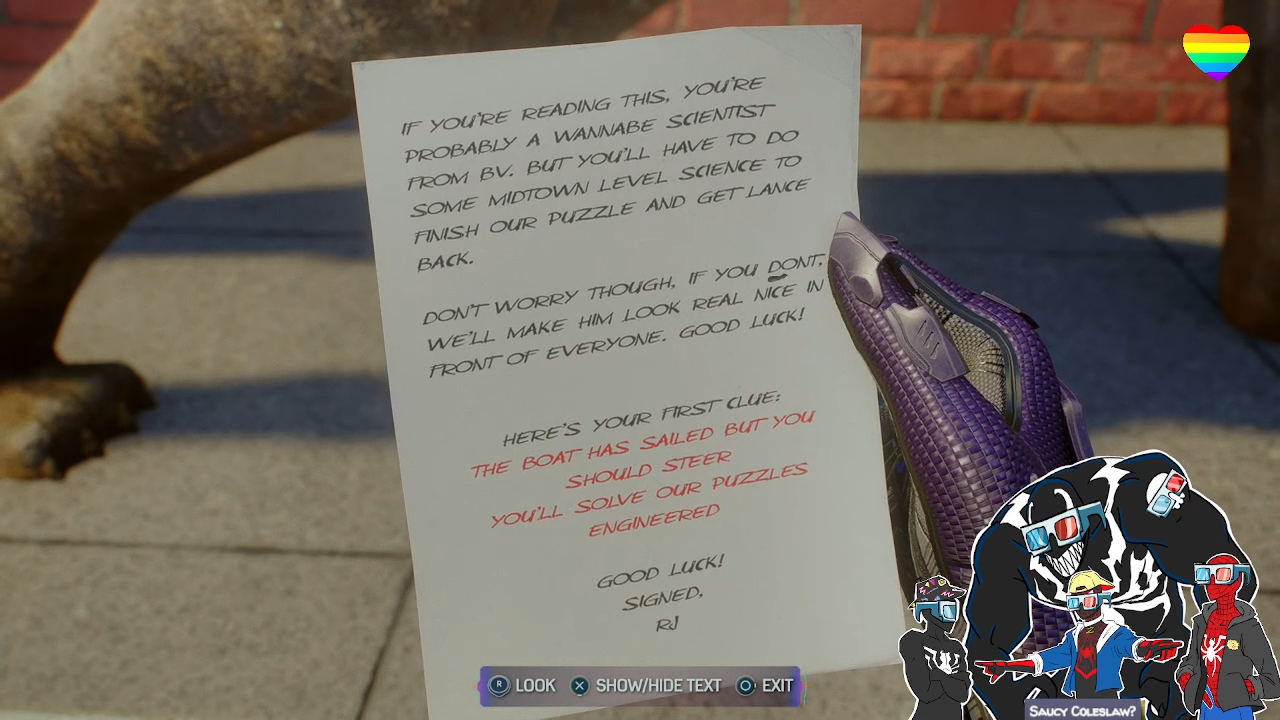 IF YOU'RE READING THIS, YOU'RE
PROBABLY A WANNABE SCIENTIST
FROM BV. BUT YOU'LL HAVE TO DO
SOME MIDTOWN LEVEL SCIENCE TO
FINISH OUR PUZZLE AND GET LANCE
BACK.
DON'T WORRY THOUGH, IF YOU DONT,
WE'LL MAKE HIM LOOK REAL NICE IN
FRONT OF EVERYONE. GOOD LUCK!
HERE'S YOUR FIRST CLUE:
THE BOAT HAS SAILED BUT YOU
SHOULD STEER
YOU'LL SOLVE OUR PUZZLES
ENGINEERED
GOOD LUCK!
SIGNED,
RJ
R LOOK X SHOW/HIDE TEXT O EXIT
SAUCY COLESLAW?